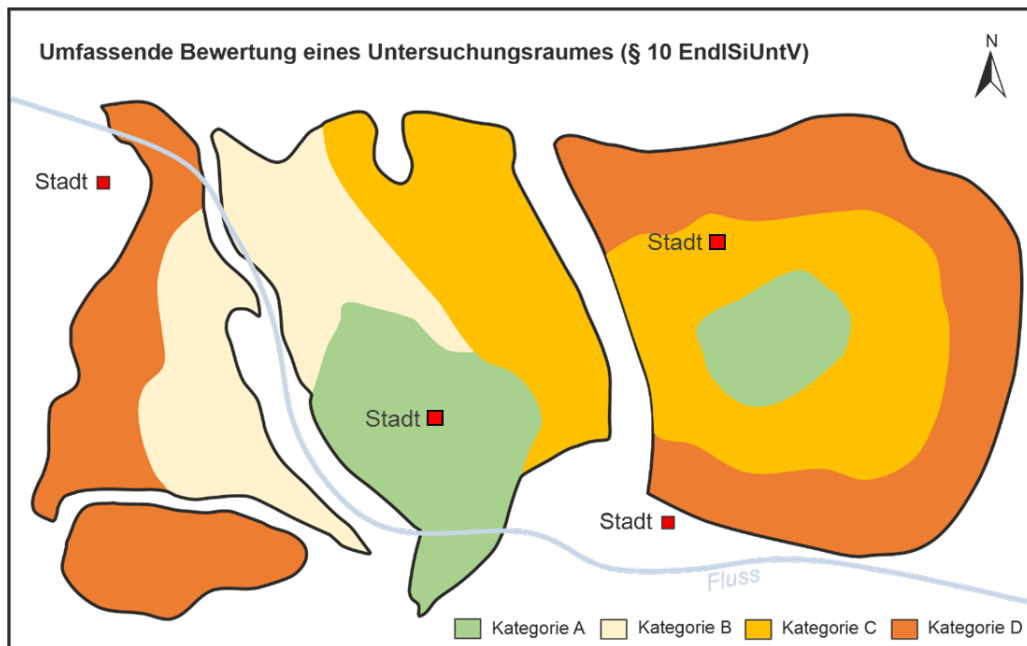 Umfassende Bewertung eines Untersuchungsraumes (§ 10 EndlSiUntV)
N
Stadt
Stadt
Stadt
Stadt
Fluss
Kategorie A
Kategorie B
Kategorie C
Kategorie D